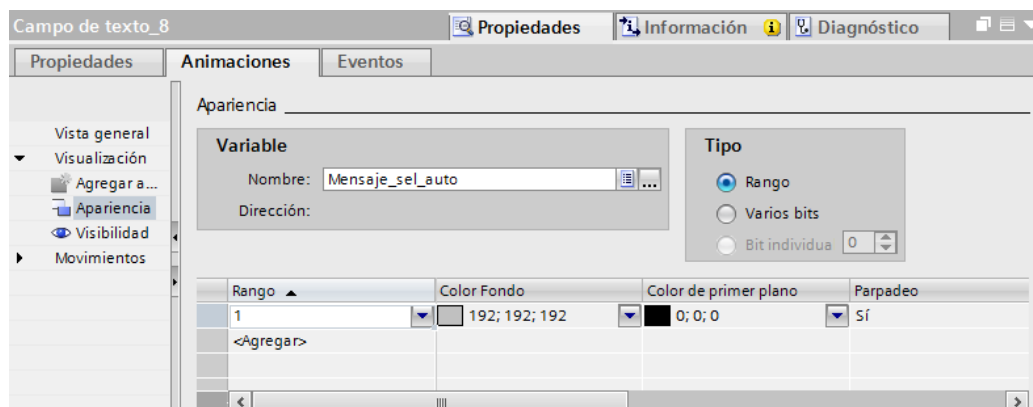 Campo de texto_8 Propiedades Información Diagnóstico
Propiedades Animaciones Eventos
Apariencia
Vista general
Visualización
Agregar a...
Apariencia
Visibilidad
Movimientos
Variable
Nombre: Mensaje_sel_auto ...
Dirección:
Tipo
Rango
Varios bits
Bit individua 0
Rango Color Fondo Color de primer plano Parpadeo
1 192; 192; 192 0; 0; 0 Sí
<Agregar>